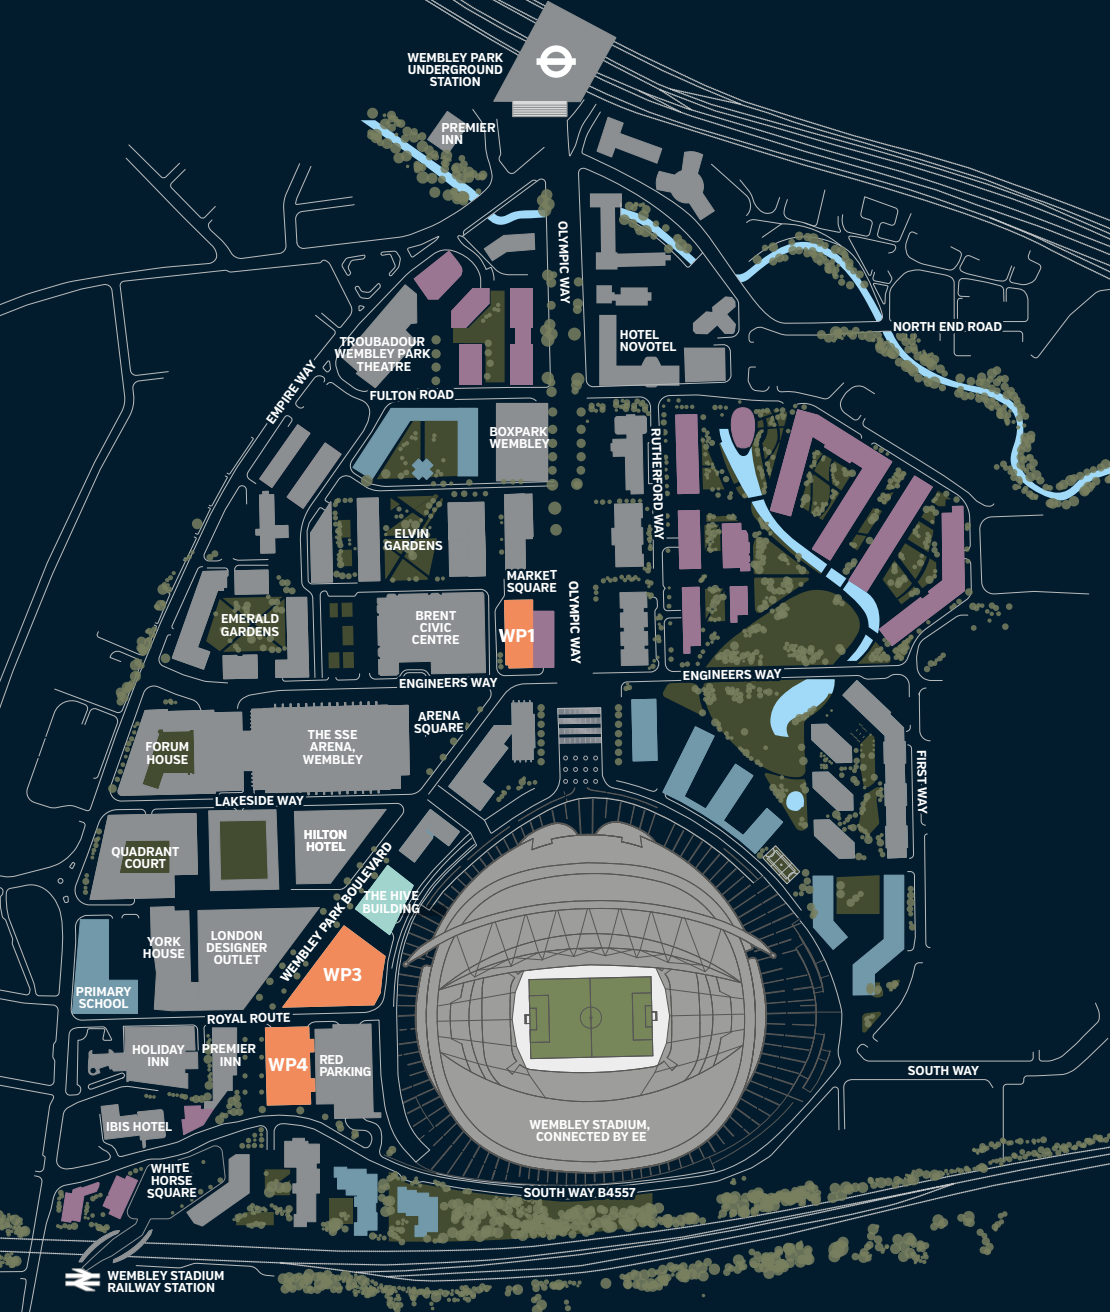 WEMBLEY PARK
UNDERGROUND
STATION
PREMIER
INN
OLYMPIC WAY
NORTH END ROAD
HOTEL
NOVOTEL
TROUBADOUR
WEMBLEY PARK
THEATRE
EMPIRE WAY
FULTON ROAD
BOXPARK
WEMBLEY
RUTHERFORD WAY
ELVIN
GARDENS
MARKET
SQUARE
OLYMPIC WAY
EMERALD
GARDENS
BRENT
CIVIC
CENTRE
WP1
ENGINEERS WAY
ENGINEERS WAY
ARENA
SQUARE
FORUM
HOUSE
THE SSE
ARENA,
WEMBLEY
FIRST WAY
LAKESIDE WAY
QUADRANT
COURT
HILTON
HOTEL
WEMBLEY PARK BOULEVARD
THE HIVE
BUILDING
YORK
HOUSE
LONDON
DESIGNER
OUTLET
WP3
PRIMARY
SCHOOL
ROYAL ROUTE
HOLIDAY
INN
PREMIER
INN
WP4
RED
PARKING
SOUTH WAY
IBIS HOTEL
WEMBLEY STADIUM,
CONNECTED BY EE
WHITE
HORSE
SQUARE
SOUTH WAY B4557
WEMBLEY STADIUM
RAILWAY STATION